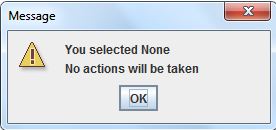 Message
You selected None
No actions will be taken
OK